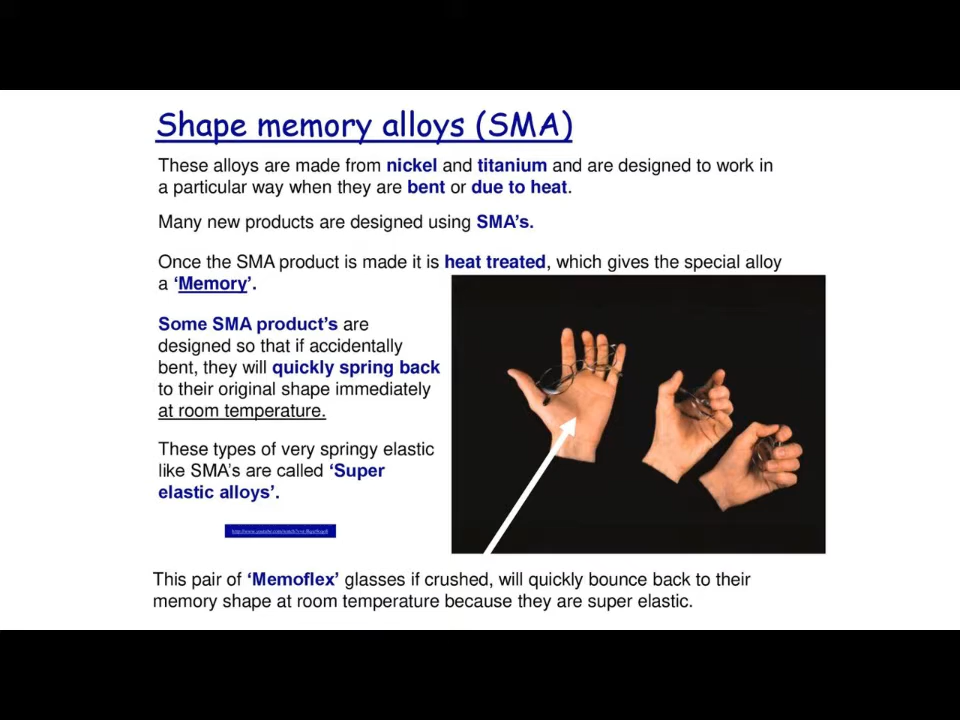 Shape memory alloys (SMA)
These alloys are made from nickel and titanium and are designed to work in
a particular way when they are bent or due to heat.
Many new products are designed using SMA's.
Once the SMA product is made it is heat treated, which gives the special alloy
a ‘Memory’.
Some SMA product’s are
designed so that if accidentally
bent, they will quickly spring back
to their original shape immediately
at room temperature.
These types of very springy elastic
like SMA’s are called ‘Super
elastic alloys’.
This pair of ‘Memoflex’ glasses if crushed, will quickly bounce back to their
memory shape at room temperature because they are super elastic.